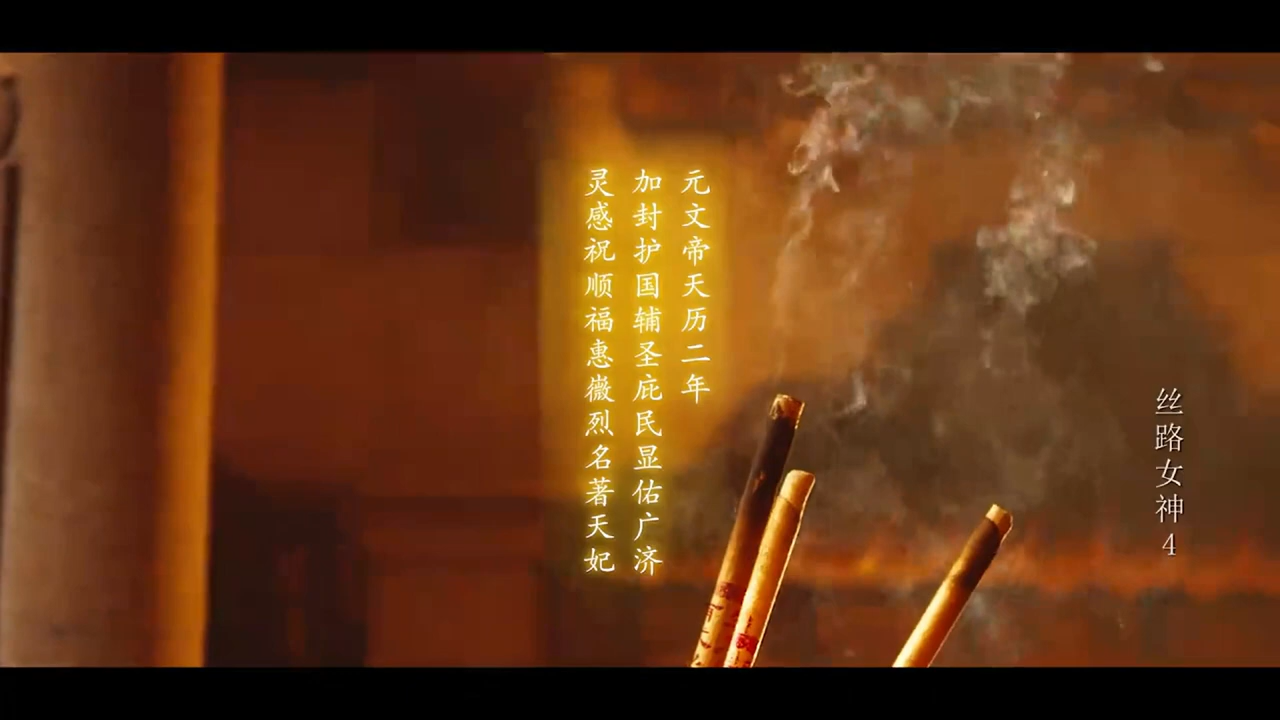 元文帝天历二年
加封护国辅圣庇民显佑广济
灵感祝顺福惠薇烈名著天妃
丝路女神4